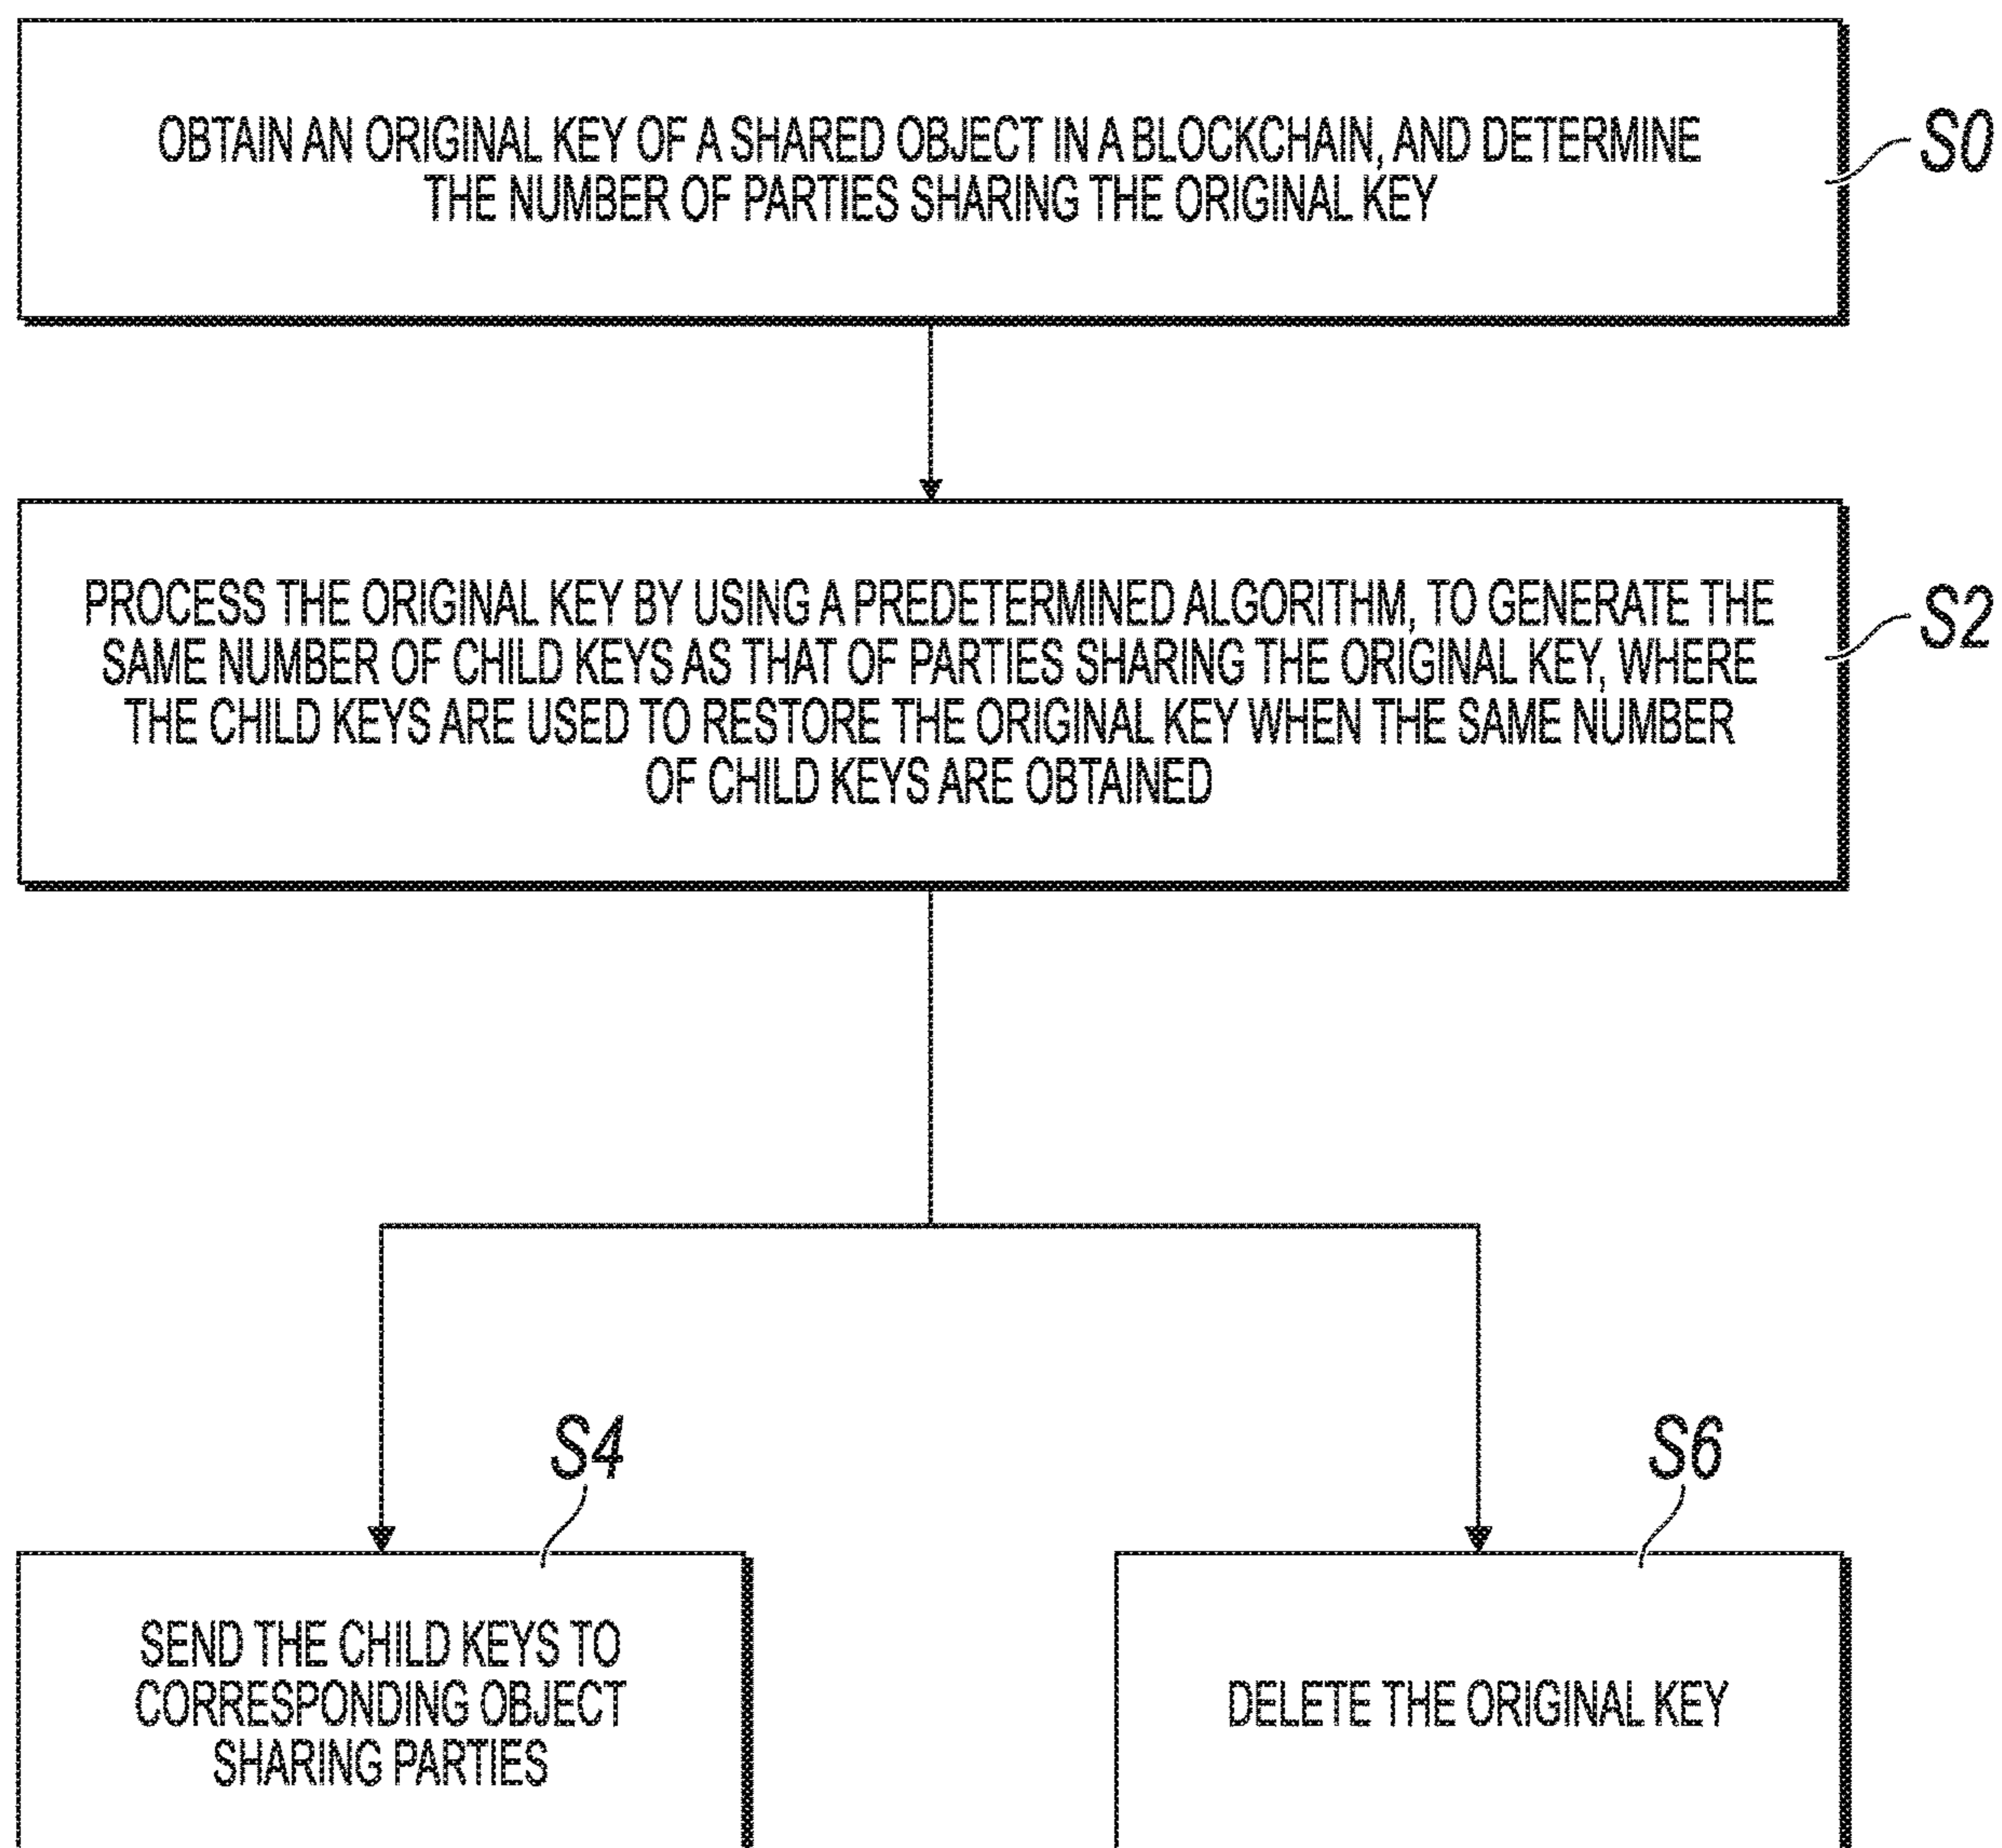 OBTAIN AN ORIGINAL KEY OF A SHARED OBJECT IN A BLOCKCHAIN, AND DETERMINE
THE NUMBER OF PARTIES SHARING THE ORIGINAL KEY
S0
PROCESS THE ORIGINAL KEY BY USING A PREDETERMINED ALGORITHM, TO GENERATE THE
SAME NUMBER OF CHILD KEYS AS THAT OF PARTIES SHARING THE ORIGINAL KEY, WHERE
THE CHILD KEYS ARE USED TO RESTORE THE ORIGINAL KEY WHEN THE SAME NUMBER
OF CHILD KEYS ARE OBTAINED
S2
S4
SEND THE CHILD KEYS TO
CORRESPONDING OBJECT
SHARING PARTIES
S6
DELETE THE ORIGINAL KEY